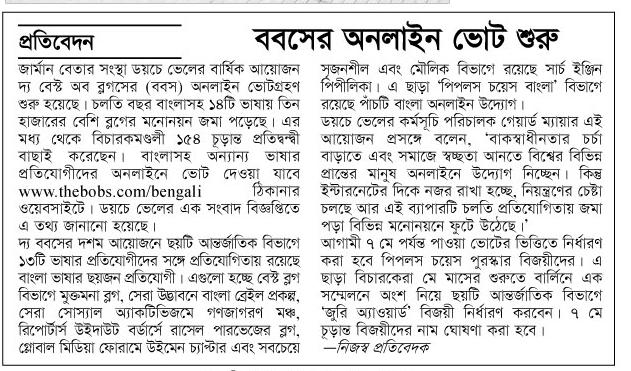 প্রতিবেদন
ববসের অনলাইন ভোট শুরু
জার্মান বেতার সংস্থা ডয়চে ভেলের বার্ষিক আয়োজন
দ্য বেস্ট অব ব্লগসের (ববস) অনলাইন ভোটগ্রহণ
শুরু হয়েছে। চলতি বছর বাংলাসহ ১৪টি ভাষায় তিন
হাজারের বেশি ব্লগের মনোনয়ন জমা পড়েছে। এর
মধ্য থেকে বিচারকমণ্ডলী ১৫৪ চূড়ান্ত প্রতিদ্বন্দ্বী
বাছাই করেছেন। বাংলাসহ অন্যান্য ভাষার
প্রতিযোগীদের অনলাইনে ভোট দেওয়া যাবে
www.thebobs.com/bengali ঠিকানার
ওয়েবসাইটে। ডয়চে ভেলের এক সংবাদ বিজ্ঞপ্তিতে
এ তথ্য জানানো হয়েছে।
দ্য ববসের দশম আয়োজনে ছয়টি আন্তর্জাতিক বিভাগে
১৩টি ভাষার প্রতিযোগীদের সঙ্গে প্রতিযোগিতায় রয়েছে
বাংলা ভাষার ছয়জন প্রতিযোগী। এগুলো হচ্ছে বেস্ট ব্লগ
বিভাগে মুক্তমনা ব্লগ, সেরা উদ্ভাবনে বাংলা ব্রেইল প্রকল্প,
সেরা সোস্যাল অ্যাকটিভিজমে গণজাগরণ মঞ্চ,
রিপোর্টার্স উইদাউট বর্ডার্সে রাসেল পারভেজের ব্লগ,
গ্লোবাল মিডিয়া ফোরামে উইমেন চ্যাপ্টার এবং সবচেয়ে
সৃজনশীল এবং মৌলিক বিভাগে রয়েছে সার্চ ইঞ্জিন
পিপীলিকা। এ ছাড়া ‘পিপলস চয়েস বাংলা’ বিভাগে
রয়েছে পাঁচটি বাংলা অনলাইন উদ্যোগ।
ডয়চে ভেলের কর্মসূচি পরিচালক গেয়ার্ড ম্যায়ার এই
আয়োজন প্রসঙ্গে বলেন, ‘বাকস্বাধীনতার চর্চা
বাড়াতে এবং সমাজে স্বচ্ছতা আনতে বিশ্বের বিভিন্ন
প্রান্তের মানুষ অনলাইনে উদ্যোগ নিচ্ছেন। কিন্তু
ইন্টারনেটের দিকে নজর রাখা হচ্ছে, নিয়ন্ত্রণের চেষ্টা
চলছে আর এই ব্যাপারটি চলতি প্রতিযোগিতায় জমা
পড়া বিভিন্ন মনোনয়নে ফুটে উঠেছে।’
আগামী ৭ মে পর্যন্ত পাওয়া ভোটের ভিত্তিতে নির্ধারণ
করা হবে পিপলস চয়েস পুরস্কার বিজয়ীদের। এ
ছাড়া বিচারকেরা মে মাসের শুরুতে বার্লিনে এক
সম্মেলনে অংশ নিয়ে ছয়টি আন্তর্জাতিক বিভাগে
‘জুরি অ্যাওয়ার্ড’ বিজয়ী নির্ধারণ করবেন। ৭ মে
চূড়ান্ত বিজয়ীদের নাম ঘোষণা করা হবে।
—নিজস্ব প্রতিবেদক